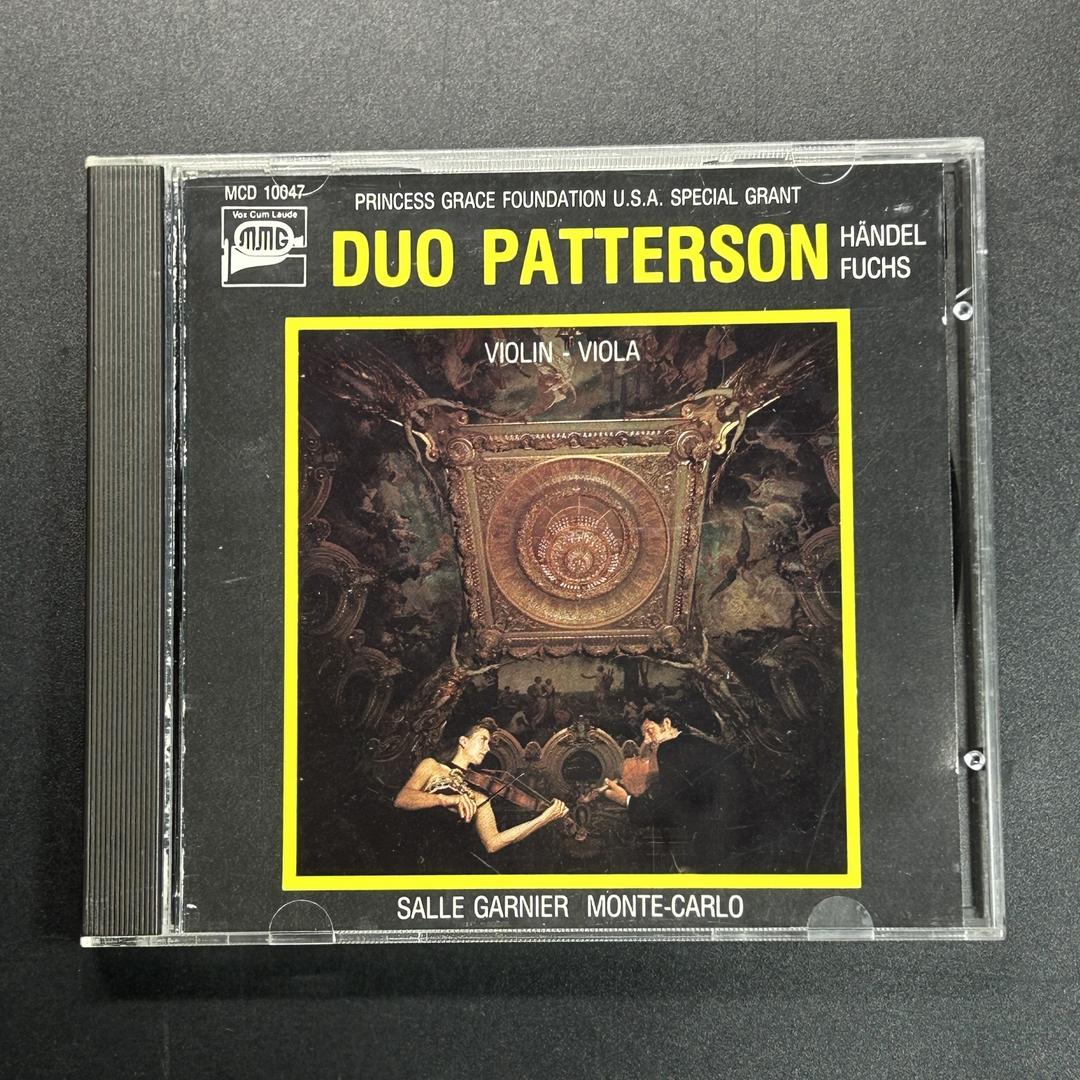 MCD 10047
PRINCESS GRACE FOUNDATION U.S.A. SPECIAL GRANT
Vox Cum Laude
MMG
DUO PATTERSON
HÄNDEL
FUCHS
VIOLIN - VIOLA
SALLE GARNIER MONTE-CARLO